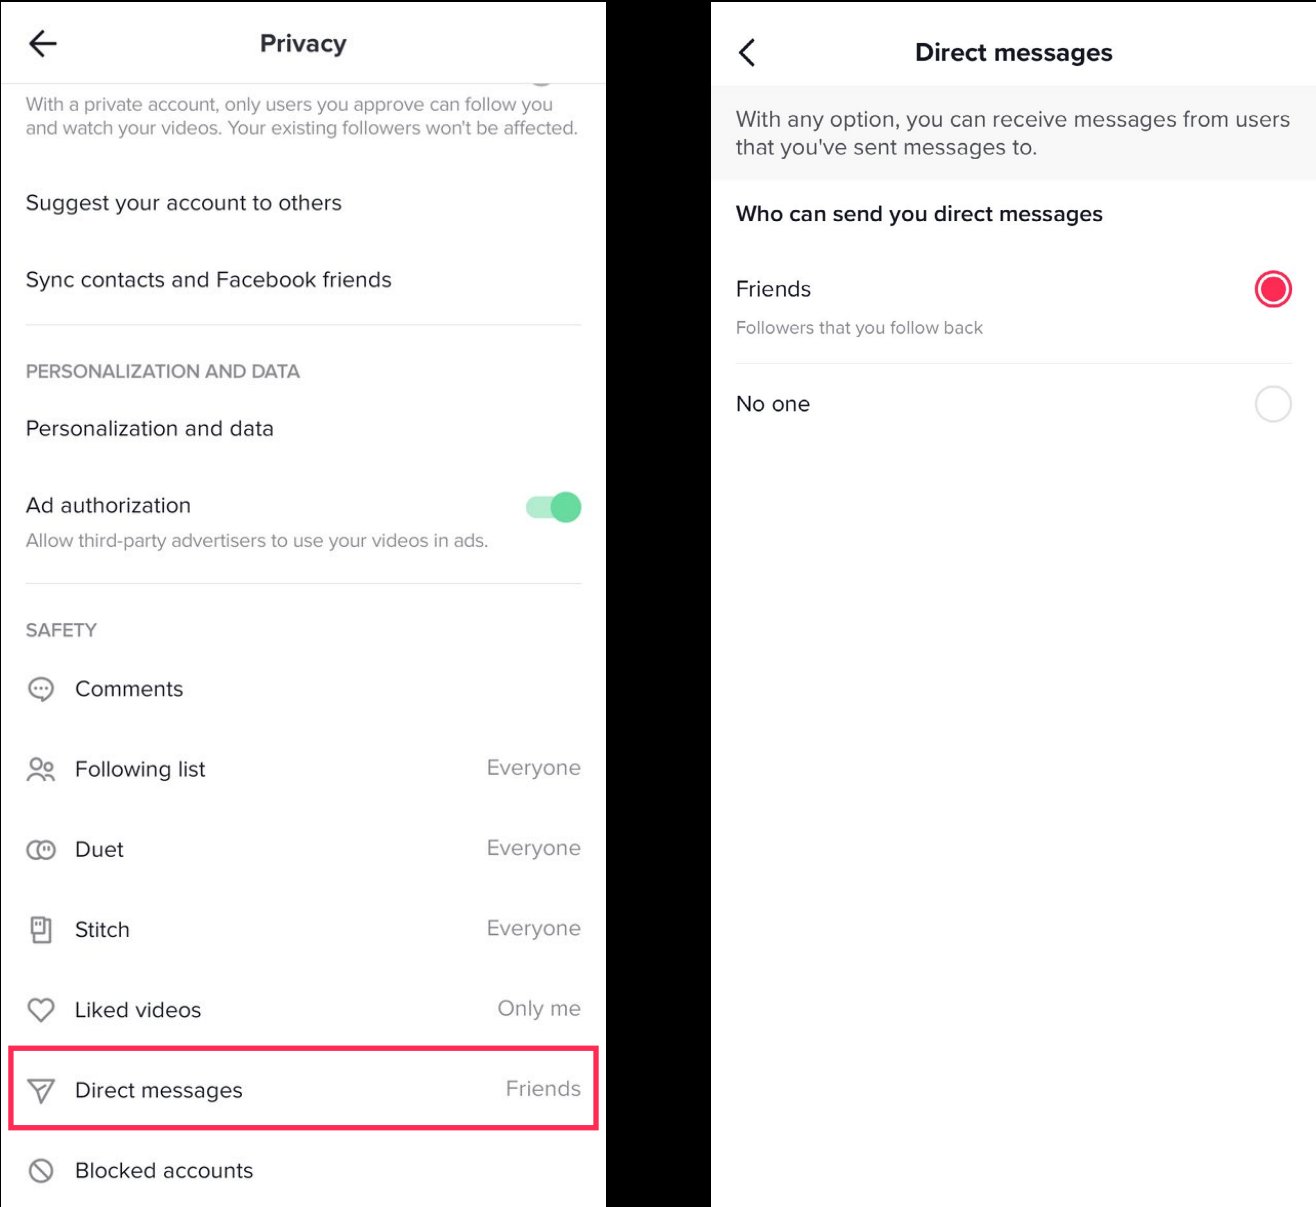 Privacy
With a private account, only users you approve can follow you
and watch your videos. Your existing followers won't be affected.
Suggest your account to others
Sync contacts and Facebook friends
PERSONALIZATION AND DATA
Personalization and data
Ad authorization
Allow third-party advertisers to use your videos in ads.
SAFETY
Comments
Following list Everyone
Duet Everyone
Stitch Everyone
Liked videos Only me
Direct messages Friends
Blocked accounts
Direct messages
With any option, you can receive messages from users
that you've sent messages to.
Who can send you direct messages
Friends
Followers that you follow back
No one